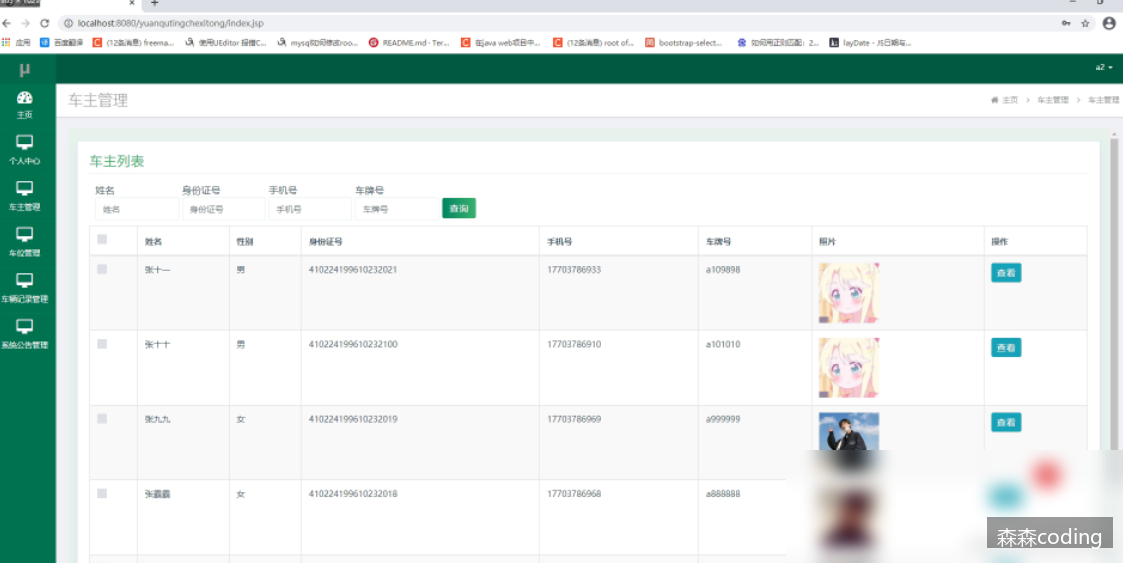 localhost:8080/yuanqutingchexitong/index.jsp
应用 百度翻译 (12条消息) freema... 使用UEditor 报错C... mysql如何修改roo... README.md · Ter... 在java web项目中... (12条消息) root of... bootstrap-select... 如何用正则匹配：2... layDate - JS日期与...
μ a2
主页
个人中心
车主管理
车位管理
车辆记录管理
系统公告管理
车主管理 主页 > 车主管理 > 车主管理
车主列表
姓名 身份证号 手机号 车牌号
姓名 身份证号 手机号 车牌号 查询
姓名 性别 身份证号 手机号 车牌号 照片 操作
张十一 男 410224199610232021 17703786933 a109898 查看
张十十 男 410224199610232100 17703786910 a101010 查看
张九九 女 410224199610232019 17703786969 a999999 查看
张霸霸 女 410224199610232018 17703786968 a888888
森森coding